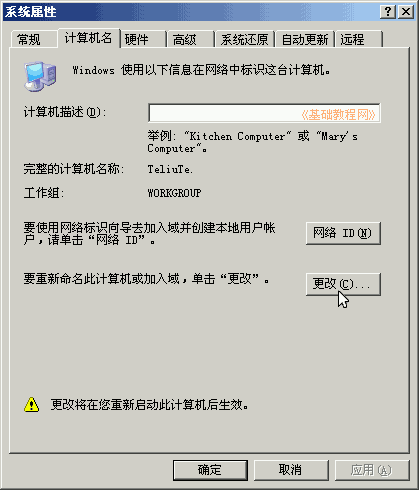 系统属性
常规 计算机名 硬件 高级 系统还原 自动更新 远程
Windows 使用以下信息在网络中标识这台计算机。
计算机描述(D):
《基础教程网》
举例: "Kitchen Computer" 或 "Mary's
Computer"。
完整的计算机名称: TeliuTe.
工作组: WORKGROUP
要使用网络标识向导去加入域并创建本地用户帐
户，请单击“网络 ID”。
网络 ID(N)
要重新命名此计算机或加入域，单击“更改”。
更改(C)...
更改将在您重新启动此计算机后生效。
确定 取消 应用(A)